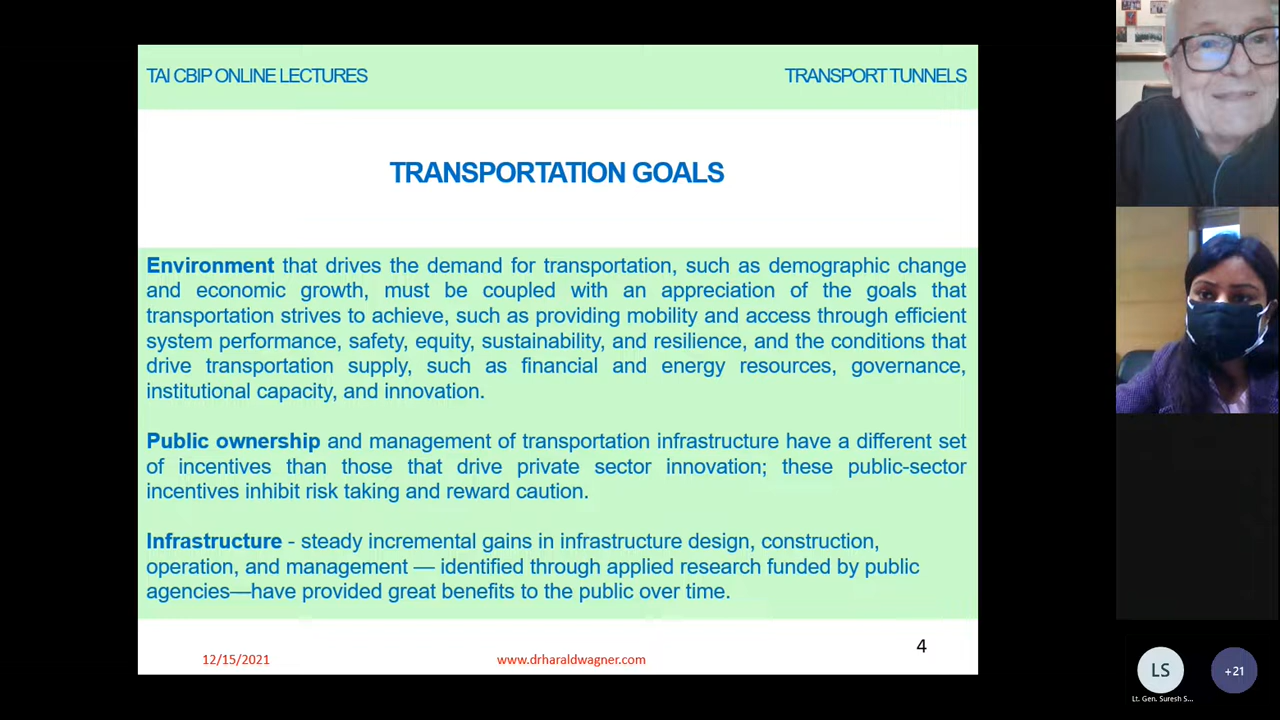 TAI CBIP ONLINE LECTURES
TRANSPORT TUNNELS
TRANSPORTATION GOALS
Environment that drives the demand for transportation, such as demographic change
and economic growth, must be coupled with an appreciation of the goals that
transportation strives to achieve, such as providing mobility and access through efficient
system performance, safety, equity, sustainability, and resilience, and the conditions that
drive transportation supply, such as financial and energy resources, governance,
institutional capacity, and innovation.
Public ownership and management of transportation infrastructure have a different set
of incentives than those that drive private sector innovation; these public-sector
incentives inhibit risk taking and reward caution.
Infrastructure - steady incremental gains in infrastructure design, construction,
operation, and management — identified through applied research funded by public
agencies—have provided great benefits to the public over time.
12/15/2021
www.drharaldwagner.com
4
LS
+21
Lt. Gen. Suresh S...